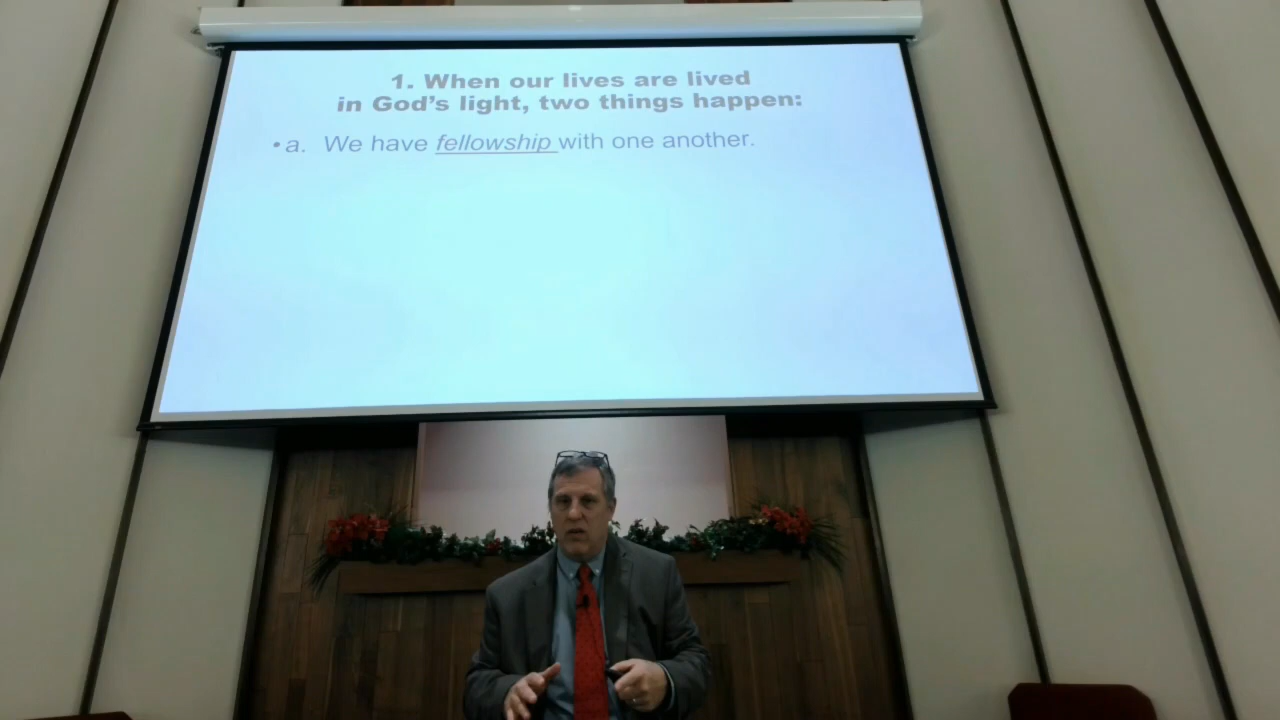 1. When our lives are lived
in God's light, two things happen:
• a. We have fellowship with one another.